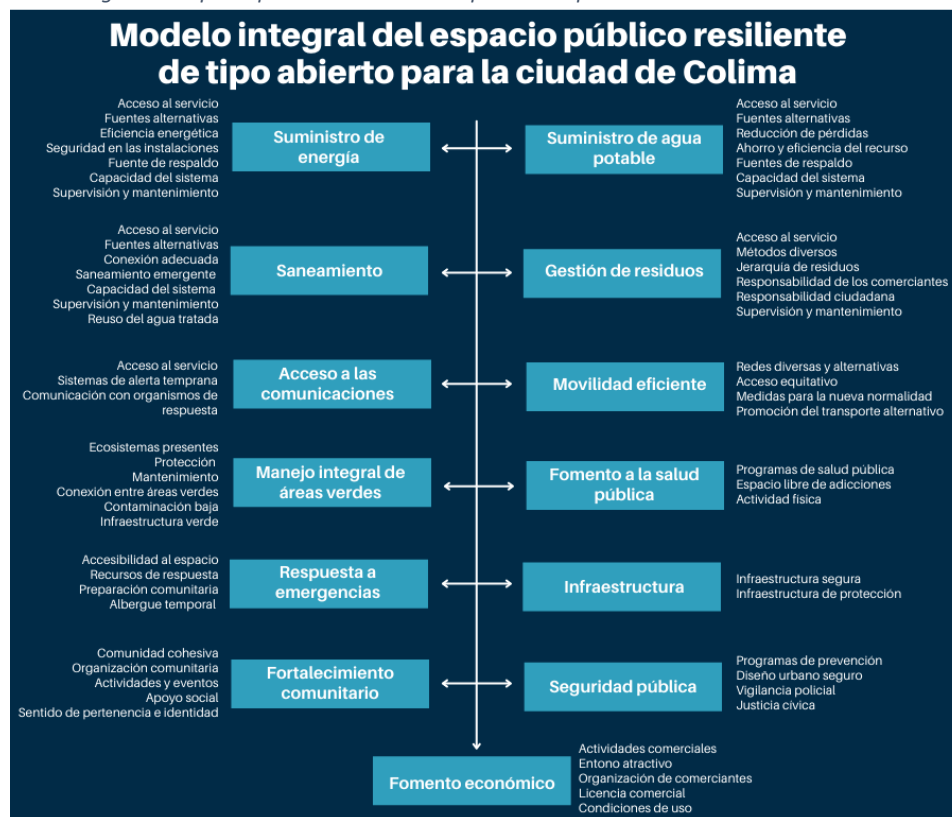 Modelo integral del espacio público resiliente
de tipo abierto para la ciudad de Colima
Acceso al servicio
Fuentes alternativas
Eficiencia energética
Seguridad en las instalaciones
Fuente de respaldo
Capacidad del sistema
Supervisión y mantenimiento
Suministro de
energía
Suministro de agua
potable
Acceso al servicio
Fuentes alternativas
Reducción de pérdidas
Ahorro y eficiencia del recurso
Fuentes de respaldo
Capacidad del sistema
Supervisión y mantenimiento
Acceso al servicio
Fuentes alternativas
Conexión adecuada
Saneamiento emergente
Capacidad del sistema
Supervisión y mantenimiento
Reuso del agua tratada
Saneamiento
Gestión de residuos
Acceso al servicio
Métodos diversos
Jerarquía de residuos
Responsabilidad de los comerciantes
Responsabilidad ciudadana
Supervisión y mantenimiento
Acceso al servicio
Sistemas de alerta temprana
Comunicación con organismos de
respuesta
Acceso a las
comunicaciones
Movilidad eficiente
Redes diversas y alternativas
Acceso equitativo
Medidas para la nueva normalidad
Promoción del transporte alternativo
Ecosistemas presentes
Protección
Mantenimiento
Conexión entre áreas verdes
Contaminación baja
Infraestructura verde
Manejo integral de
áreas verdes
Fomento a la salud
pública
Programas de salud pública
Espacio libre de adicciones
Actividad física
Accesibilidad al espacio
Recursos de respuesta
Preparación comunitaria
Albergue temporal
Respuesta a
emergencias
Infraestructura
Infraestructura segura
Infraestructura de protección
Comunidad cohesiva
Organización comunitaria
Actividades y eventos
Apoyo social
Sentido de pertenencia e identidad
Fortalecimiento
comunitario
Seguridad pública
Programas de prevención
Diseño urbano seguro
Vigilancia policial
Justicia cívica
Fomento económico
Actividades comerciales
Entono atractivo
Organización de comerciantes
Licencia comercial
Condiciones de uso